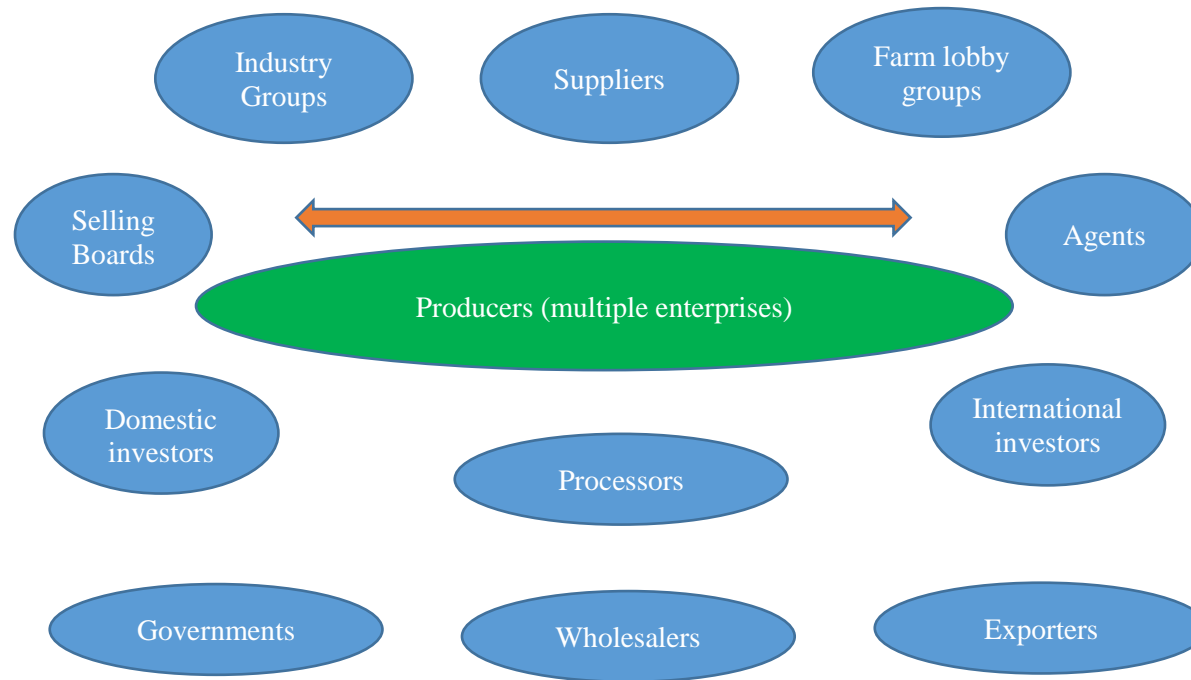 Industry
Groups
Suppliers
Farm lobby
groups
Selling
Boards
Agents
Producers (multiple enterprises)
Domestic
investors
International
investors
Processors
Governments
Wholesalers
Exporters